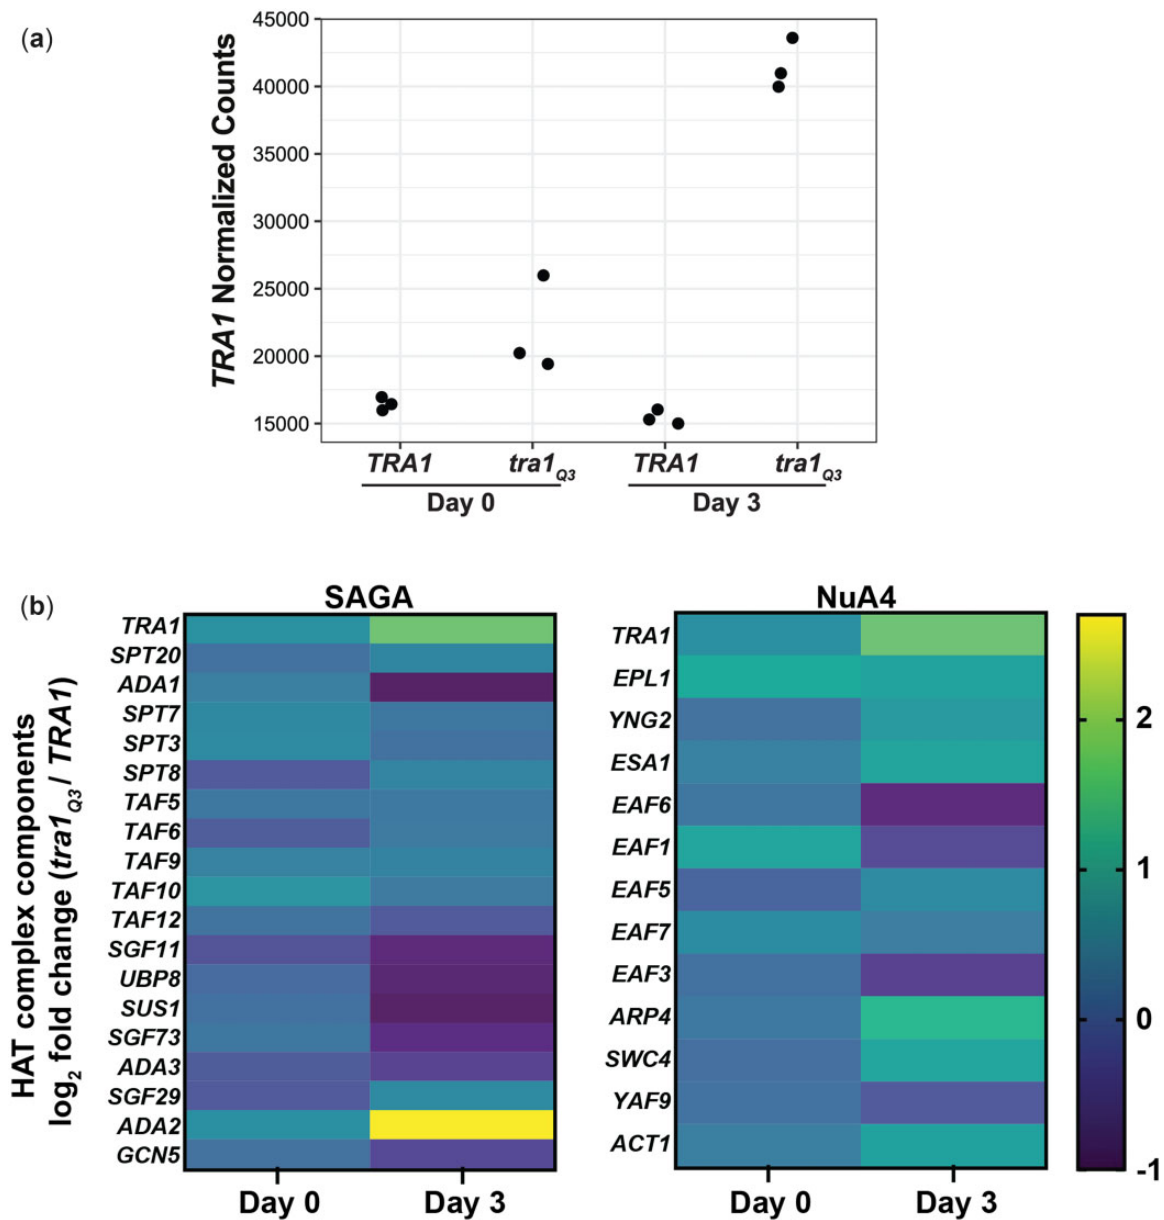 (a)
TRA1 Normalized Counts
45000
40000
35000
30000
25000
20000
15000
TRA1 tra1Q3 TRA1 tra1Q3
Day 0 Day 3
(b)
HAT complex components
log2 fold change (tra1Q3 / TRA1)
SAGA
TRA1
SPT20
ADA1
SPT7
SPT3
SPT8
TAF5
TAF6
TAF9
TAF10
TAF12
SGF11
UBP8
SUS1
SGF73
ADA3
SGF29
ADA2
GCN5
Day 0 Day 3
NuA4
TRA1
EPL1
YNG2
ESA1
EAF6
EAF1
EAF5
EAF7
EAF3
ARP4
SWC4
YAF9
ACT1
Day 0 Day 3
2
1
0
-1